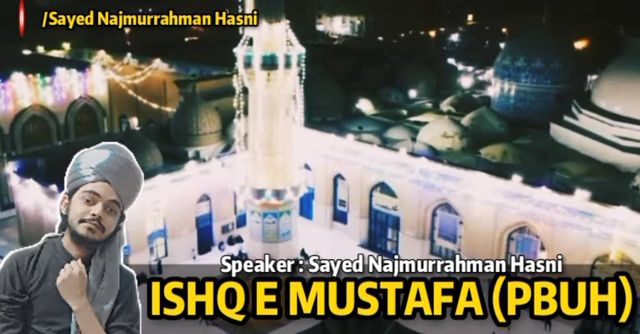 /Sayed Najmurrahman Hasni
Speaker : Sayed Najmurrahman Hasni
ISHQ E MUSTAFA (PBUH)